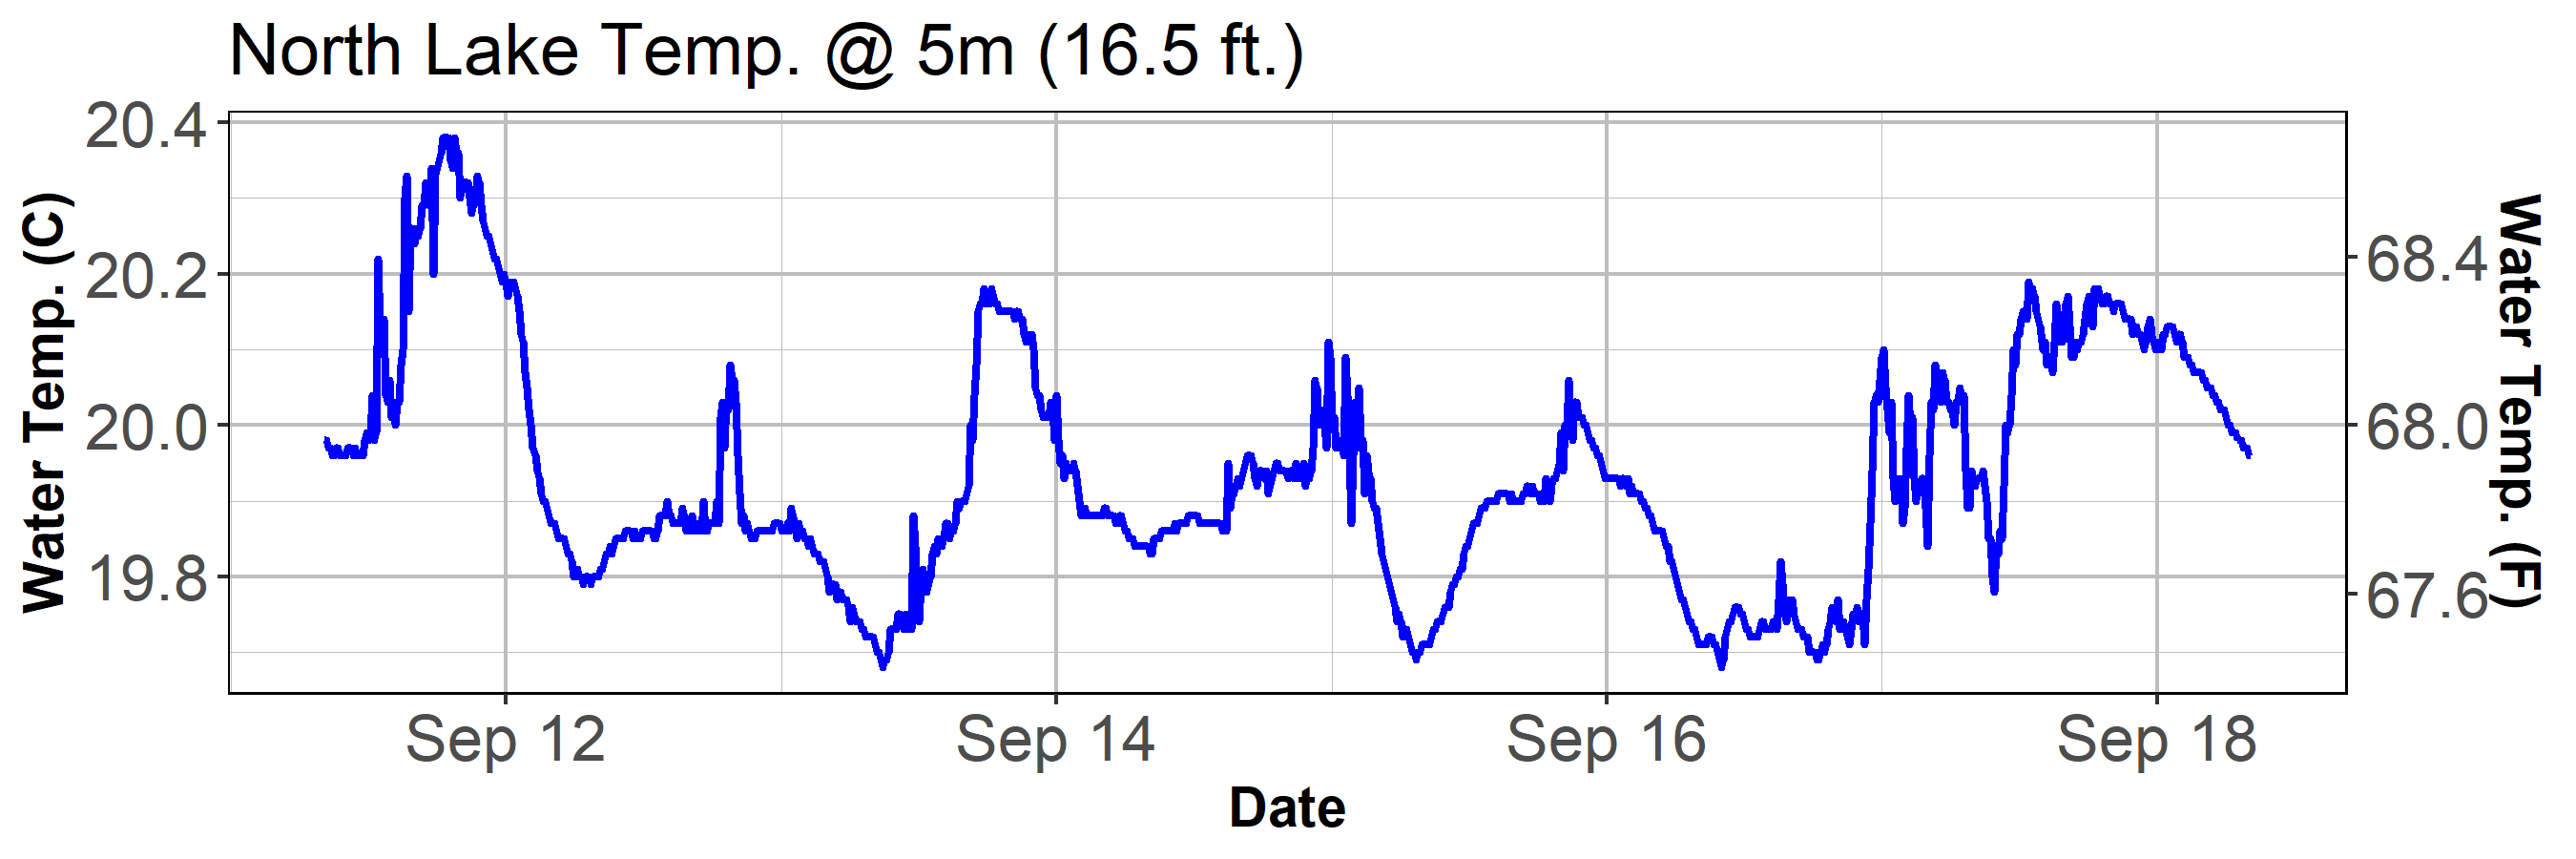 North Lake Temp. @ 5m (16.5 ft.)
20.4
20.2
20.0
19.8
Water Temp. (C)
68.4
68.0
67.6
Water Temp. (F)
Sep 12
Sep 14
Sep 16
Sep 18
Date